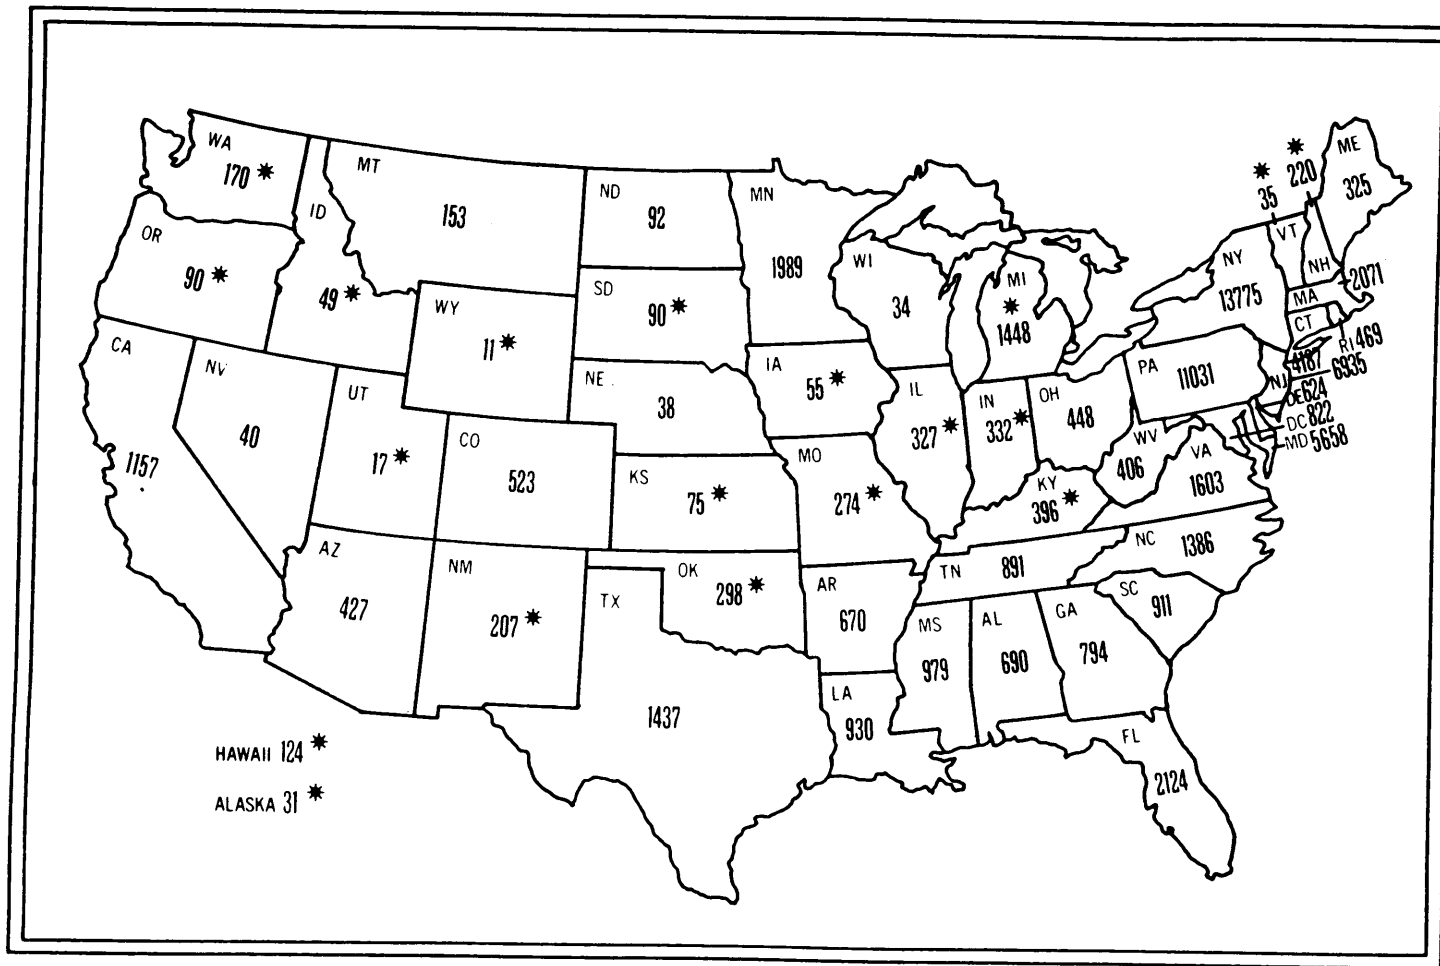 WA
170 *
MT
153
ID
49 *
OR
90 *
ND
92
MN
1989
SD
90 *
WY
11 *
WI
34
MI
*
1448
* 220
* 35
ME
325
VT
NH
NY
13775
2071
MA
CT
RI 469
4187
6935
NJ
DE 624
DC 822
MD 5658
PA
11031
CA
1157
NV
40
UT
17 *
CO
523
NE
38
IA
55 *
IL
327 *
IN
332 *
OH
448
WV
406
VA
1603
KS
75 *
MO
274 *
KY
396 *
NC
1386
AZ
427
NM
207 *
TX
1437
OK
298 *
AR
670
TN
891
SC
911
MS
979
AL
690
GA
794
LA
930
FL
2124
HAWAII 124 *
ALASKA 31 *